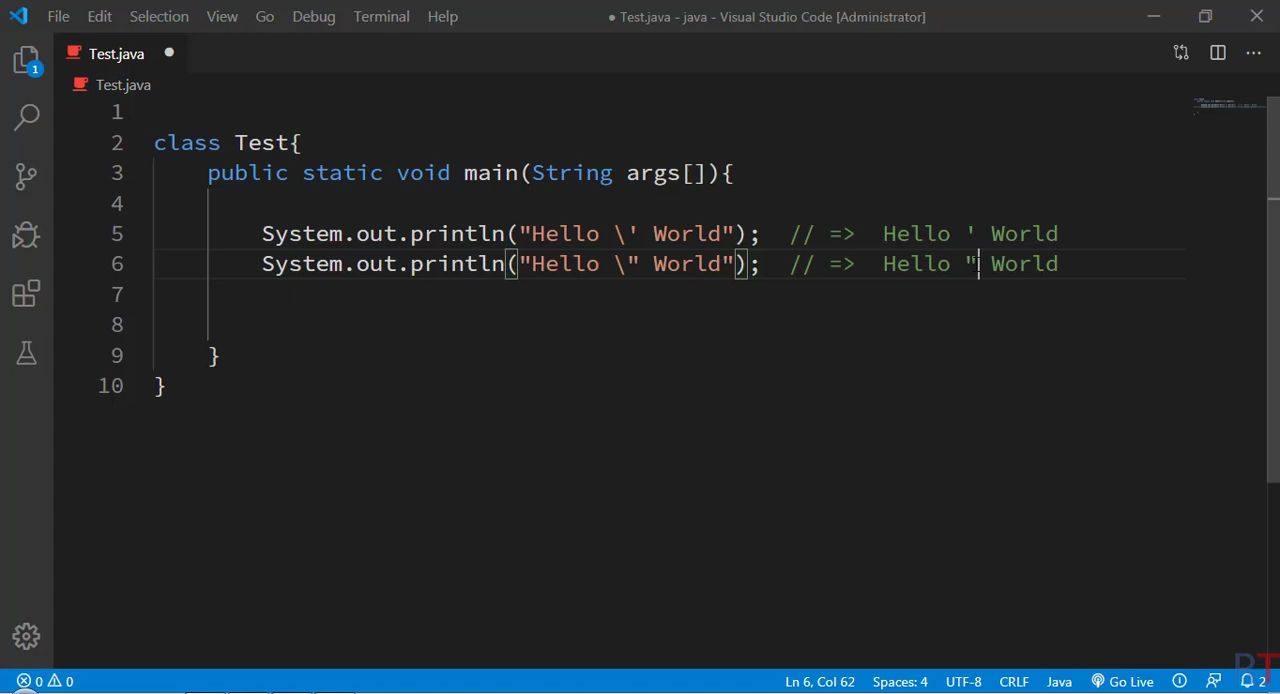 File Edit Selection View Go Debug Terminal Help ● Test.java - java - Visual Studio Code [Administrator]
Test.java ●
Test.java
1
2 class Test{
3 public static void main(String args[]){
4
5 System.out.println("Hello \' World"); // => Hello ' World
6 System.out.println("Hello \" World"); // => Hello " World
7
8
9 }
10 }
1
0 0 Ln 6, Col 62 Spaces: 4 UTF-8 CRLF Java Go Live 2